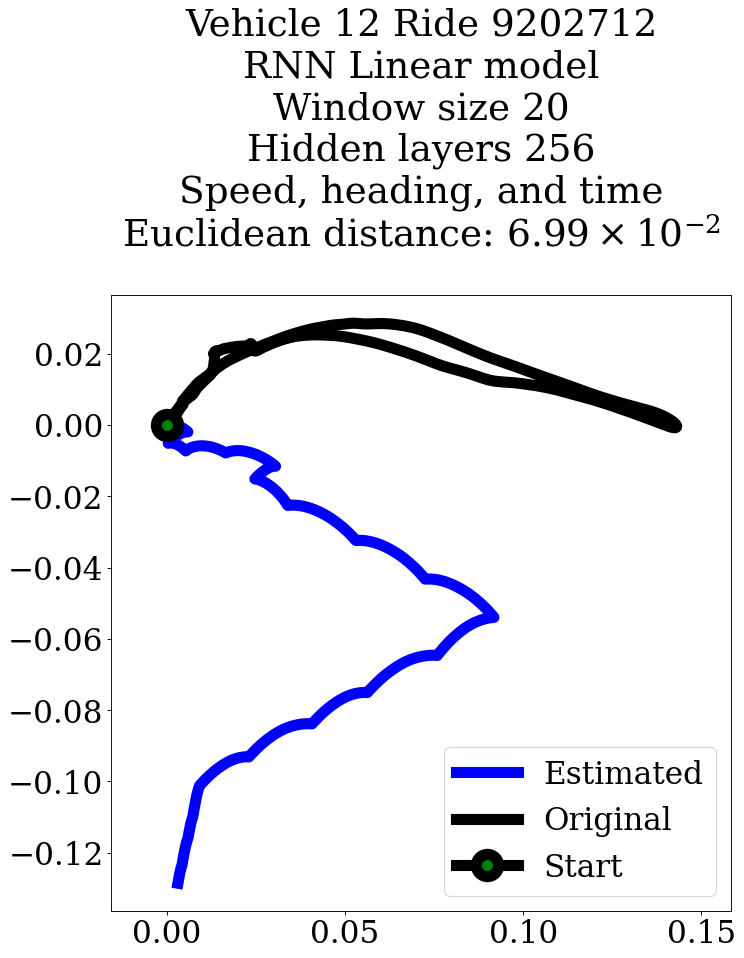 Vehicle 12 Ride 9202712
RNN Linear model
Window size 20
Hidden layers 256
Speed, heading, and time
Euclidean distance: 6.99 × 10⁻²
0.02
0.00
−0.02
−0.04
−0.06
−0.08
−0.10
−0.12
Estimated
Original
Start
0.00 0.05 0.10 0.15